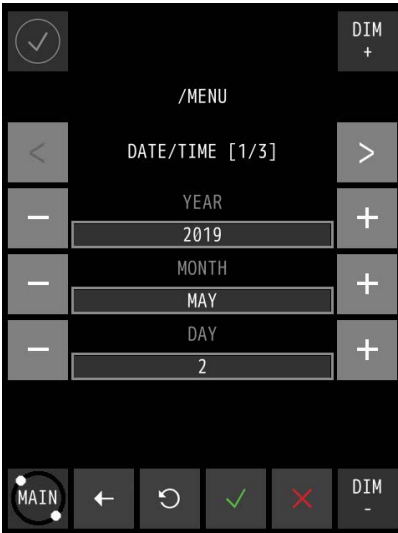 DIM
+
/MENU
< DATE/TIME [1/3] >
YEAR
- 2019 +
MONTH
- MAY +
DAY
- 2 +
MAIN
DIM
-